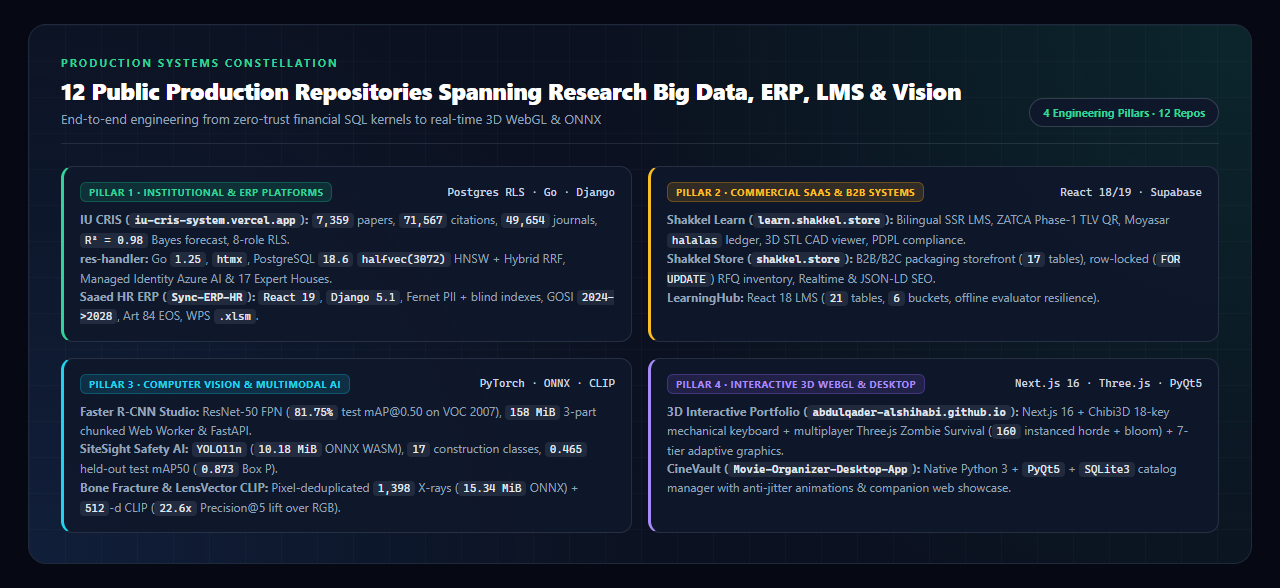 PRODUCTION SYSTEMS CONSTELLATION
12 Public Production Repositories Spanning Research Big Data, ERP, LMS & Vision
End-to-end engineering from zero-trust financial SQL kernels to real-time 3D WebGL & ONNX
4 Engineering Pillars · 12 Repos
PILLAR 1 · INSTITUTIONAL & ERP PLATFORMS
Postgres RLS · Go · Django
IU CRIS ( iu-cris-system.vercel.app ): 7,359 papers, 71,567 citations, 49,654 journals,
R² = 0.98 Bayes forecast, 8-role RLS.
res-handler: Go 1.25 , htmx , PostgreSQL 18.6 halfvec(3072) HNSW + Hybrid RRF,
Managed Identity Azure AI & 17 Expert Houses.
Saaed HR ERP ( Sync-ERP-HR ): React 19 , Django 5.1 , Fernet PII + blind indexes, GOSI 2024-
>2028 , Art 84 EOS, WPS .xlsm .
PILLAR 2 · COMMERCIAL SAAS & B2B SYSTEMS
React 18/19 · Supabase
Shakkel Learn ( learn.shakkel.store ): Bilingual SSR LMS, ZATCA Phase-1 TLV QR, Moyasar
halalas ledger, 3D STL CAD viewer, PDPL compliance.
Shakkel Store ( shakkel.store ): B2B/B2C packaging storefront ( 17 tables), row-locked ( FOR
UPDATE ) RFQ inventory, Realtime & JSON-LD SEO.
LearningHub: React 18 LMS ( 21 tables, 6 buckets, offline evaluator resilience).
PILLAR 3 · COMPUTER VISION & MULTIMODAL AI
PyTorch · ONNX · CLIP
Faster R-CNN Studio: ResNet-50 FPN ( 81.75% test mAP@0.50 on VOC 2007), 158 MiB 3-part
chunked Web Worker & FastAPI.
SiteSight Safety AI: YOLO11n ( 10.18 MiB ONNX WASM), 17 construction classes, 0.465
held-out test mAP50 ( 0.873 Box P).
Bone Fracture & LensVector CLIP: Pixel-deduplicated 1,398 X-rays ( 15.34 MiB ONNX) +
512 -d CLIP ( 22.6x Precision@5 lift over RGB).
PILLAR 4 · INTERACTIVE 3D WEBGL & DESKTOP
Next.js 16 · Three.js · PyQt5
3D Interactive Portfolio ( abdulqader-alshihabi.github.io ): Next.js 16 + Chibi3D 18-key
mechanical keyboard + multiplayer Three.js Zombie Survival ( 160 instanced horde + bloom) + 7-
tier adaptive graphics.
CineVault ( Movie-Organizer-Desktop-App ): Native Python 3 + PyQt5 + SQLite3 catalog
manager with anti-jitter animations & companion web showcase.